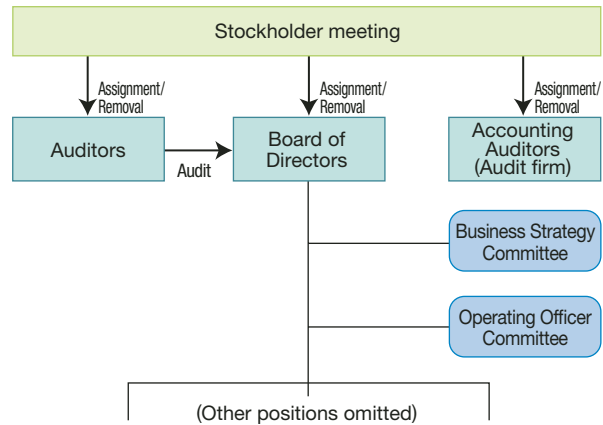 Stockholder meeting
Assignment/
Removal
Assignment/
Removal
Assignment/
Removal
Auditors
Audit
Board of
Directors
Accounting
Auditors
(Audit firm)
Business Strategy
Committee
Operating Officer
Committee
(Other positions omitted)